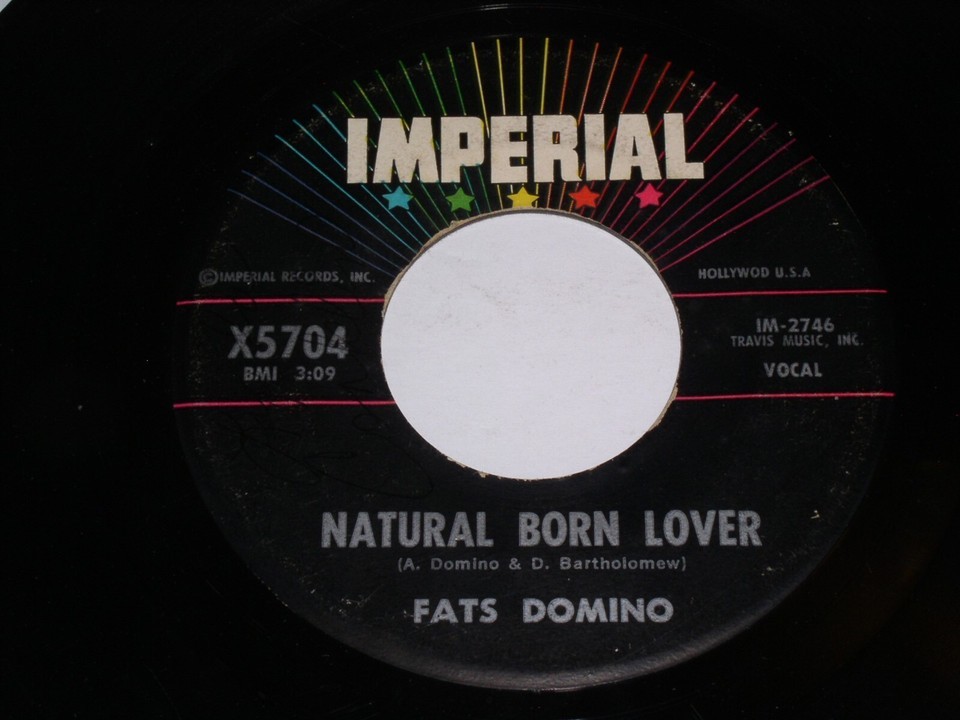 IMPERIAL
©IMPERIAL RECORDS, INC.
HOLLYWOD U.S.A
X5704
BMI 3:09
IM-2746
TRAVIS MUSIC, INC.
VOCAL
NATURAL BORN LOVER
(A. Domino & D. Bartholomew)
FATS DOMINO